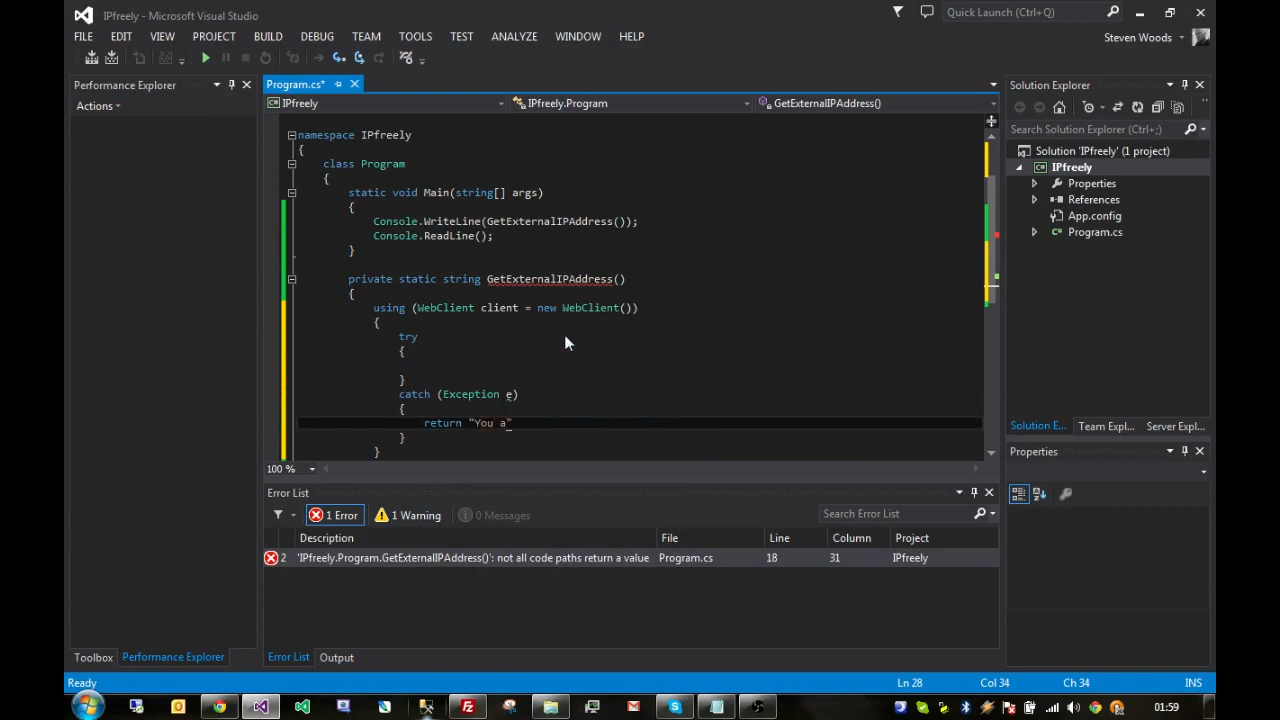 IPfreely - Microsoft Visual Studio
Quick Launch (Ctrl+Q)
FILE EDIT VIEW PROJECT BUILD DEBUG TEAM TOOLS TEST ANALYZE WINDOW HELP
Steven Woods
Performance Explorer
Actions
Program.cs*
IPfreely
IPfreely.Program
GetExternalIPAddress()
namespace IPfreely
{
class Program
{
static void Main(string[] args)
{
Console.WriteLine(GetExternalIPAddress());
Console.ReadLine();
}
private static string GetExternalIPAddress()
{
using (WebClient client = new WebClient())
{
try
{
}
catch (Exception e)
{
return "You a"
}
}
100 %
Solution Explorer
Search Solution Explorer (Ctrl+;)
Solution 'IPfreely' (1 project)
IPfreely
Properties
References
App.config
Program.cs
Solution E... Team Expl... Server Expl...
Properties
Error List
1 Error
1 Warning
0 Messages
Search Error List
Description File Line Column Project
2 'IPfreely.Program.GetExternalIPAddress()': not all code paths return a value Program.cs 18 31 IPfreely
Toolbox Performance Explorer
Error List Output
Ready
Ln 28 Col 34 Ch 34 INS
01:59